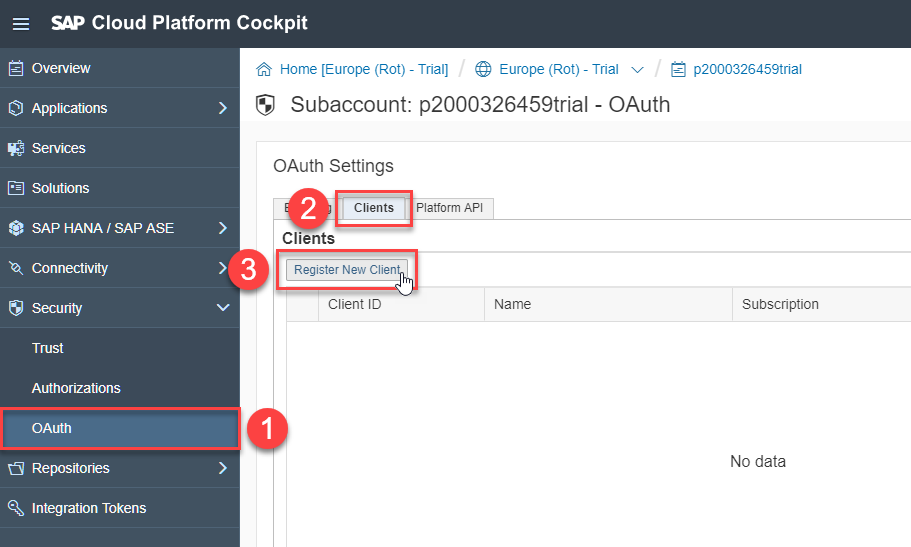 SAP Cloud Platform Cockpit
Overview
Applications
Services
Solutions
SAP HANA / SAP ASE
Connectivity
Security
Trust
Authorizations
OAuth
1
Repositories
Integration Tokens
Home [Europe (Rot) - Trial] / Europe (Rot) - Trial / p2000326459trial
Subaccount: p2000326459trial - OAuth
OAuth Settings
2 Clients Platform API
Clients
3 Register New Client
Client ID Name Subscription
No data